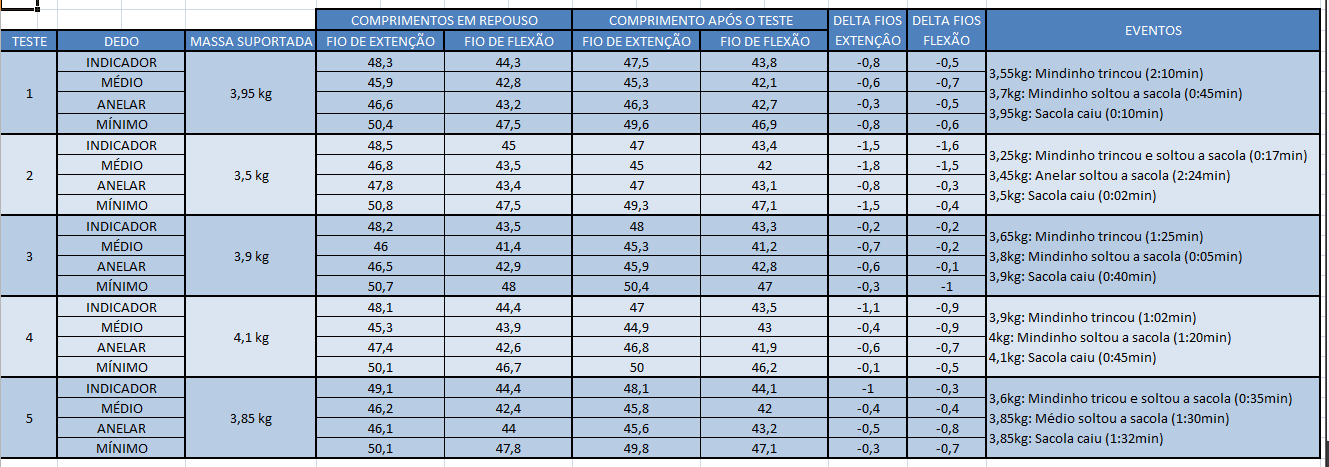 COMPRIMENTOS EM REPOUSO COMPRIMENTO APÓS O TESTE DELTA FIOS EXTENÇÂO DELTA FIOS FLEXÃO EVENTOS
TESTE DEDO MASSA SUPORTADA FIO DE EXTENÇÃO FIO DE FLEXÃO FIO DE EXTENÇÃO FIO DE FLEXÃO
1 3,95 kg
INDICADOR 48,3 44,3 47,5 43,8 -0,8 -0,5
MÉDIO 45,9 42,8 45,3 42,1 -0,6 -0,7
ANELAR 46,6 43,2 46,3 42,7 -0,3 -0,5
MÍNIMO 50,4 47,5 49,6 46,9 -0,8 -0,6
3,55kg: Mindinho trincou (2:10min)
3,7kg: Mindinho soltou a sacola (0:45min)
3,95kg: Sacola caiu (0:10min)
2 3,5 kg
INDICADOR 48,5 45 47 43,4 -1,5 -1,6
MÉDIO 46,8 43,5 45 42 -1,8 -1,5
ANELAR 47,8 43,4 47 43,1 -0,8 -0,3
MÍNIMO 50,8 47,5 49,3 47,1 -1,5 -0,4
3,25kg: Mindinho trincou e soltou a sacola (0:17min)
3,45kg: Anelar soltou a sacola (2:24min)
3,5kg: Sacola caiu (0:02min)
3 3,9 kg
INDICADOR 48,2 43,5 48 43,3 -0,2 -0,2
MÉDIO 46 41,4 45,3 41,2 -0,7 -0,2
ANELAR 46,5 42,9 45,9 42,8 -0,6 -0,1
MÍNIMO 50,7 48 50,4 47 -0,3 -1
3,65kg: Mindinho trincou (1:25min)
3,8kg: Mindinho soltou a sacola (0:05min)
3,9kg: Sacola caiu (0:40min)
4 4,1 kg
INDICADOR 48,1 44,4 47 43,5 -1,1 -0,9
MÉDIO 45,3 43,9 44,9 43 -0,4 -0,9
ANELAR 47,4 42,6 46,8 41,9 -0,6 -0,7
MÍNIMO 50,1 46,7 50 46,2 -0,1 -0,5
3,9kg: Mindinho trincou (1:02min)
4kg: Mindinho soltou a sacola (1:20min)
4,1kg: Sacola caiu (0:45min)
5 3,85 kg
INDICADOR 49,1 44,4 48,1 44,1 -1 -0,3
MÉDIO 46,2 42,4 45,8 42 -0,4 -0,4
ANELAR 46,1 44 45,6 43,2 -0,5 -0,8
MÍNIMO 50,1 47,8 49,8 47,1 -0,3 -0,7
3,6kg: Mindinho tricou e soltou a sacola (0:35min)
3,85kg: Médio soltou a sacola (1:30min)
3,85kg: Sacola caiu (1:32min)